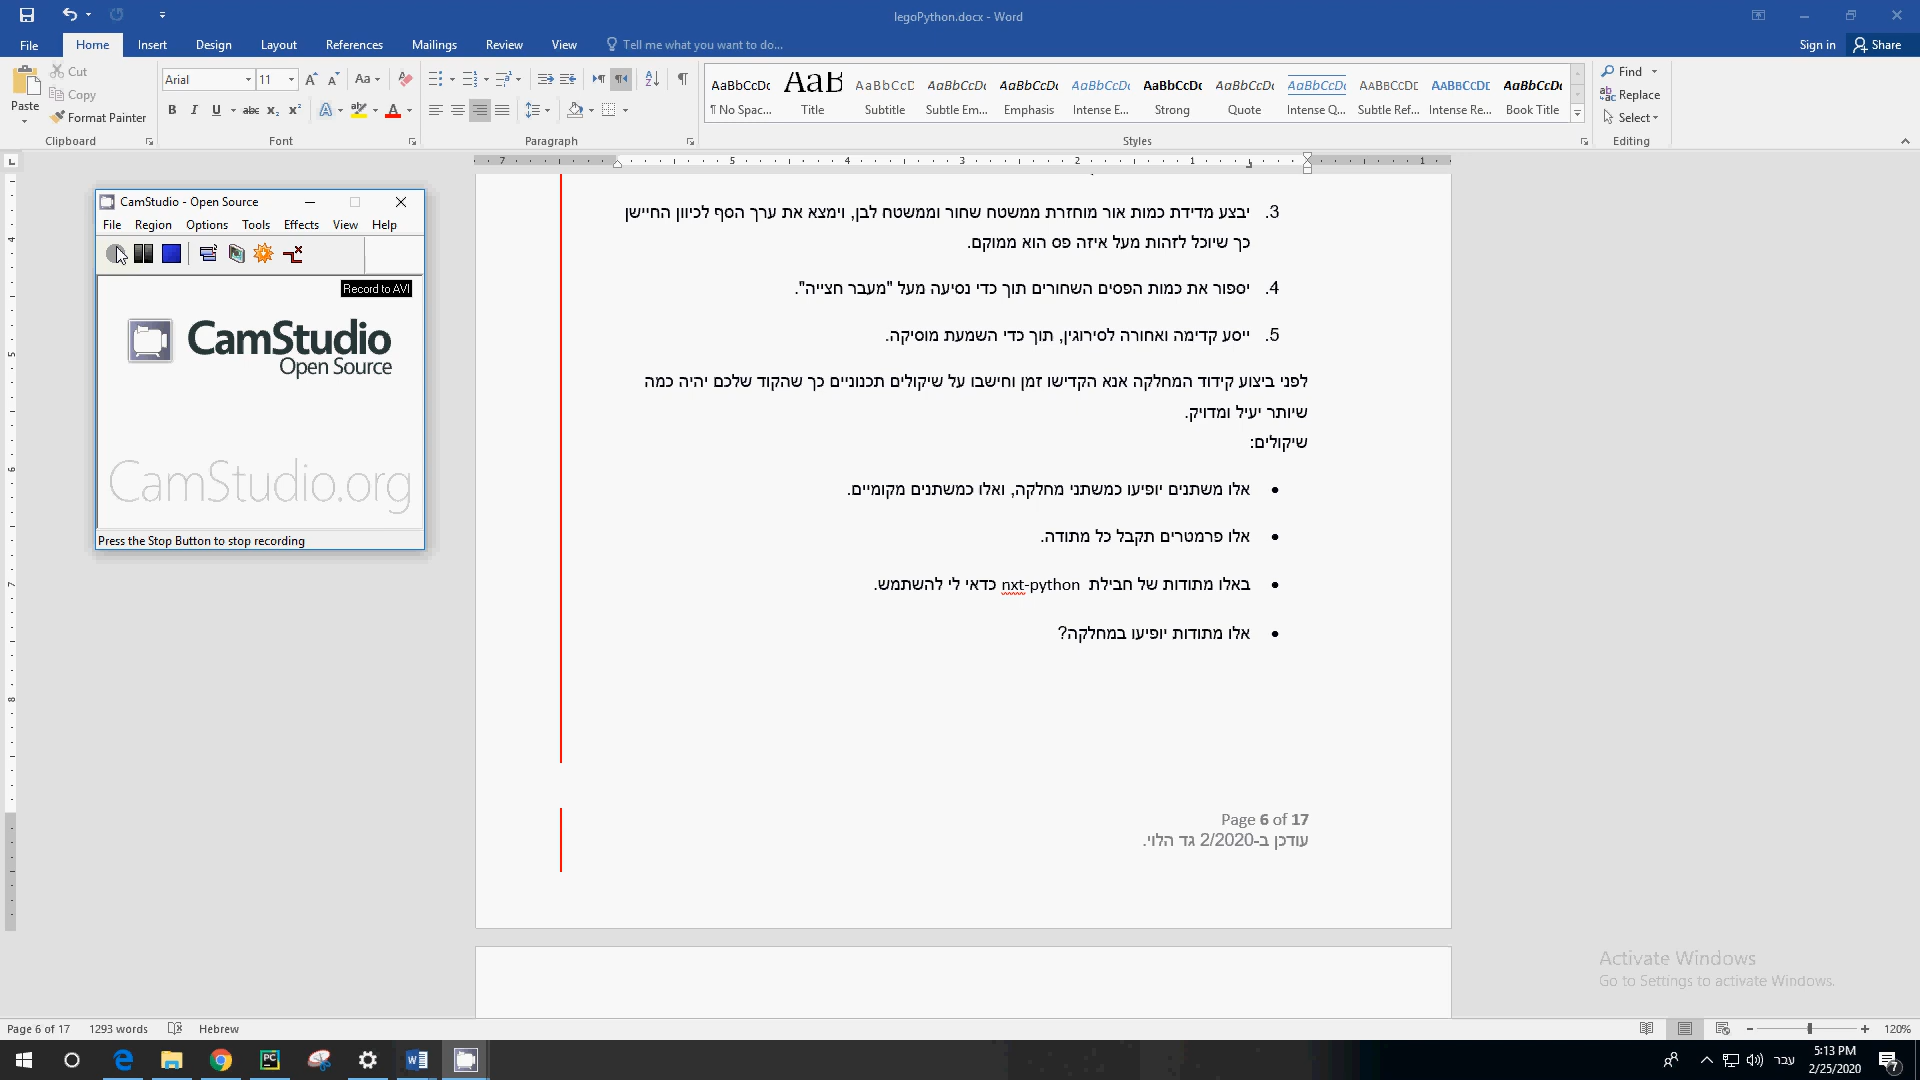 legoPython.docx - Word
File Home Insert Design Layout References Mailings Review View Tell me what you want to do... Sign in Share
Paste Cut Copy Format Painter
Arial 11
AaBbCcDc AaB AaBbCcD AaBbCcDc AaBbCcDc AaBbCcDc AaBbCcDc AaBbCcDc AaBbCcDc AABBCCDE AABBCCDE AaBbCcDc
¶ No Spac... Title Subtitle Subtle Em... Emphasis Intense E... Strong Quote Intense Q... Subtle Ref... Intense Re... Book Title
Find
Replace
Select
Clipboard Font Paragraph Styles Editing
CamStudio - Open Source
File Region Options Tools Effects View Help
Record to AVI
CamStudio
Open Source
CamStudio.org
Press the Stop Button to stop recording
3. יבצע מדידת כמות אור מוחזרת ממשטח שחור וממשטח לבן, וימצא את ערך הסף לכיוון החיישן
כך שיוכל לזהות מעל איזה פס הוא ממוקם.
4. יספור את כמות הפסים השחורים תוך כדי נסיעה מעל "מעבר חצייה".
5. ייסע קדימה ואחורה לסירוגין, תוך כדי השמעת מוסיקה.
לפני ביצוע קידוד המחלקה אנא הקדישו זמן וחישבו על שיקולים תכנוניים כך שהקוד שלכם יהיה כמה
שיותר יעיל ומדויק.
שיקולים:
• אלו משתנים יופיעו כמשתני מחלקה, ואלו כמשתנים מקומיים.
• אלו פרמטרים תקבל כל מתודה.
• באלו מתודות של חבילת nxt-python כדאי לי להשתמש.
• אלו מתודות יופיעו במחלקה?
Page 6 of 17
עודכן ב-2/2020 גד הלוי.
Activate Windows
Go to Settings to activate Windows.
Page 6 of 17 1293 words Hebrew 120%
עבר 5:13 PM
2/25/2020
7